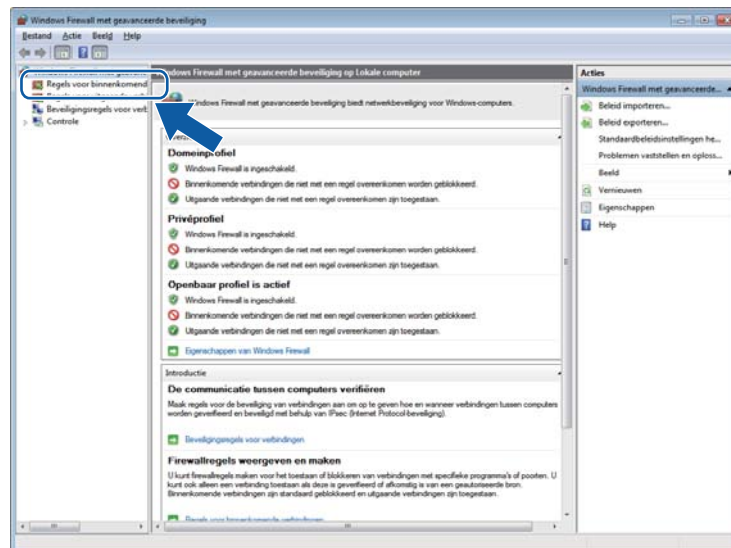 Windows Firewall met geavanceerde beveiliging
Bestand Actie Beeld Help
Regels voor binnenkomend
Beveiligingsregels voor verb
Controle
Windows Firewall met geavanceerde beveiliging op Lokale computer
Windows Firewall met geavanceerde beveiliging biedt netwerkbeveiliging voor Windows-computers.
Domeinprofiel
Windows Firewall is ingeschakeld.
Binnenkomende verbindingen die niet met een regel overeenkomen worden geblokkeerd.
Uitgaande verbindingen die niet met een regel overeenkomen zijn toegestaan.
Privéprofiel
Windows Firewall is ingeschakeld.
Binnenkomende verbindingen die niet met een regel overeenkomen worden geblokkeerd.
Uitgaande verbindingen die niet met een regel overeenkomen zijn toegestaan.
Openbaar profiel is actief
Windows Firewall is ingeschakeld.
Binnenkomende verbindingen die niet met een regel overeenkomen worden geblokkeerd.
Uitgaande verbindingen die niet met een regel overeenkomen zijn toegestaan.
Eigenschappen van Windows Firewall
Introductie
De communicatie tussen computers verifiëren
Maak regels voor de beveiliging van verbindingen aan om op te geven hoe en wanneer verbindingen tussen computers
worden geverifieerd en beveiligd met behulp van IPsec (Internet Protocol-beveiliging).
Beveiligingsregels voor verbindingen
Firewallregels weergeven en maken
U kunt firewallregels maken voor het toestaan of blokkeren van verbindingen met specifieke programma's of poorten. U
kunt ook alleen een verbinding toestaan als deze is geverifieerd of afkomstig is van een geautoriseerde bron.
Binnenkomende verbindingen zijn standaard geblokkeerd en uitgaande verbindingen zijn toegestaan.
Regels voor binnenkomende verbindingen
Acties
Windows Firewall met geavanceerde...
Beleid importeren...
Beleid exporteren...
Standaardbeleidsinstellingen he...
Problemen vaststellen en oploss...
Beeld
Vernieuwen
Eigenschappen
Help